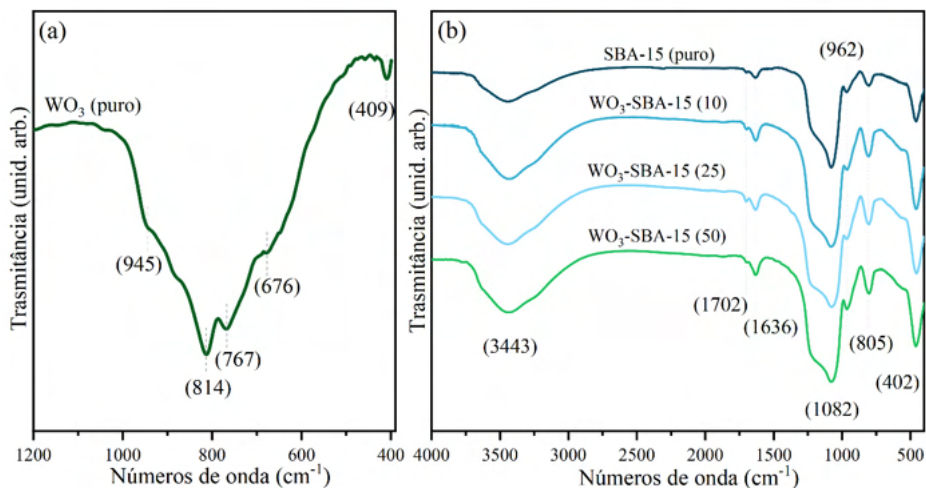 (a)
WO₃ (puro)
(409)
(945)
(676)
(767)
(814)
Trasmitância (unid. arb.)
1200 1000 800 600 400
Números de onda (cm⁻¹)
(b)
SBA-15 (puro)
(962)
WO₃-SBA-15 (10)
WO₃-SBA-15 (25)
WO₃-SBA-15 (50)
(1702)
(1636)
(805)
(3443)
(402)
(1082)
Trasmitância (unid. arb.)
4000 3500 3000 2500 2000 1500 1000 500
Números de onda (cm⁻¹)